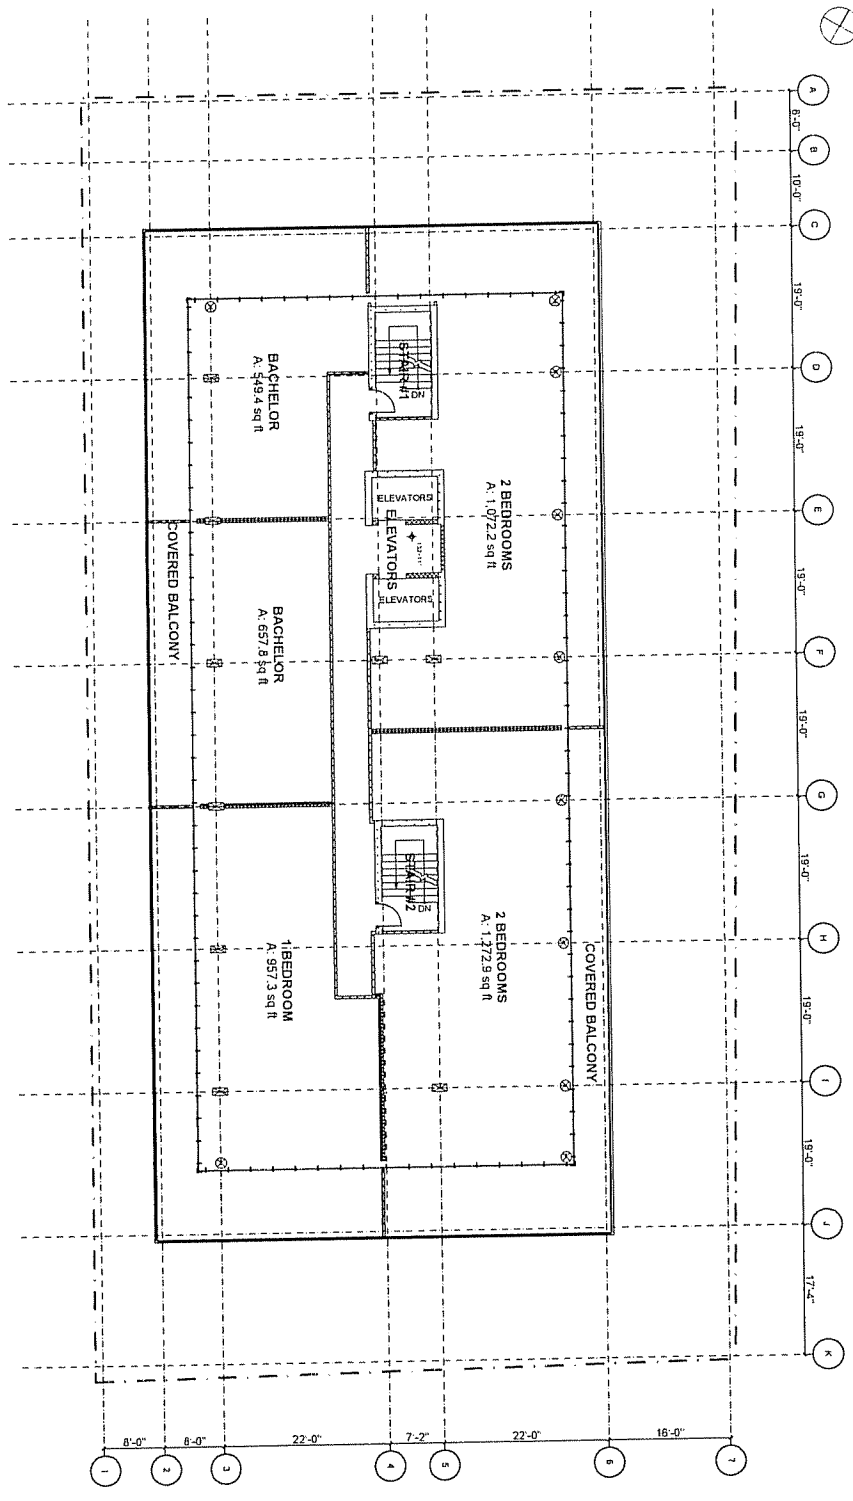 A
8'-0"
B
10'-0"
C
19'-0"
D
19'-0"
E
19'-0"
F
19'-0"
G
19'-0"
H
19'-0"
I
19'-0"
J
17'-4"
K
BACHELOR
A: 549.4 sq ft
STAIR #1
DN
2 BEDROOMS
A: 1,072.2 sq ft
ELEVATORS
ELEVATORS
ELEVATORS
COVERED BALCONY
BACHELOR
A: 657.8 sq ft
STAIR #2
DN
1 BEDROOM
A: 957.3 sq ft
2 BEDROOMS
A: 1,272.9 sq ft
COVERED BALCONY
8'-0"
8'-0"
22'-0"
7'-2"
22'-0"
16'-0"
1
2
3
4
5
6
7